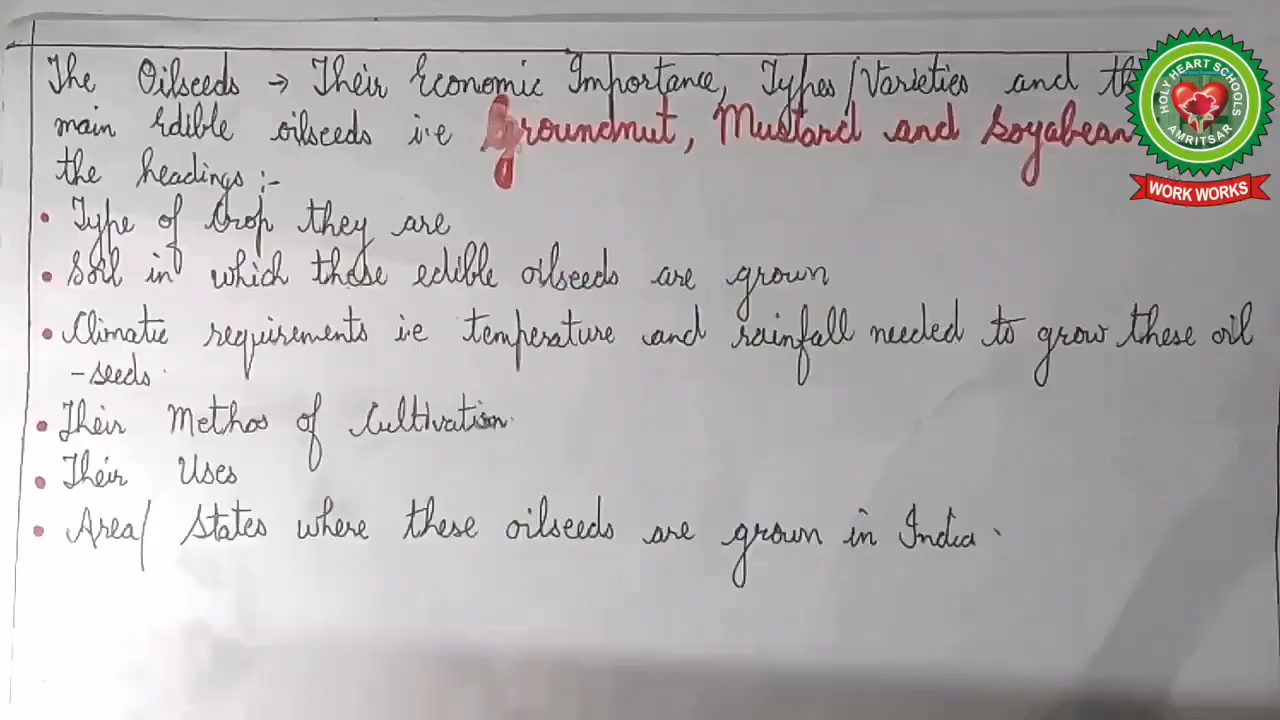 The Oilseeds → Their Economic Importance, Types/Varieties and
main Edible oilseeds i.e Groundnut, Mustard and Soyabean
the headings :-
• Type of Crop they are
• Soil in which these edible oilseeds are grown
• Climatic requirements i.e temperature and rainfall needed to grow these oil
-seeds.
• Their Methos of Cultivation.
• Their Uses
• Area/ States where these oilseeds are grown in India.
HOLY HEART SCHOOLS
AMRITSAR
WORK WORKS